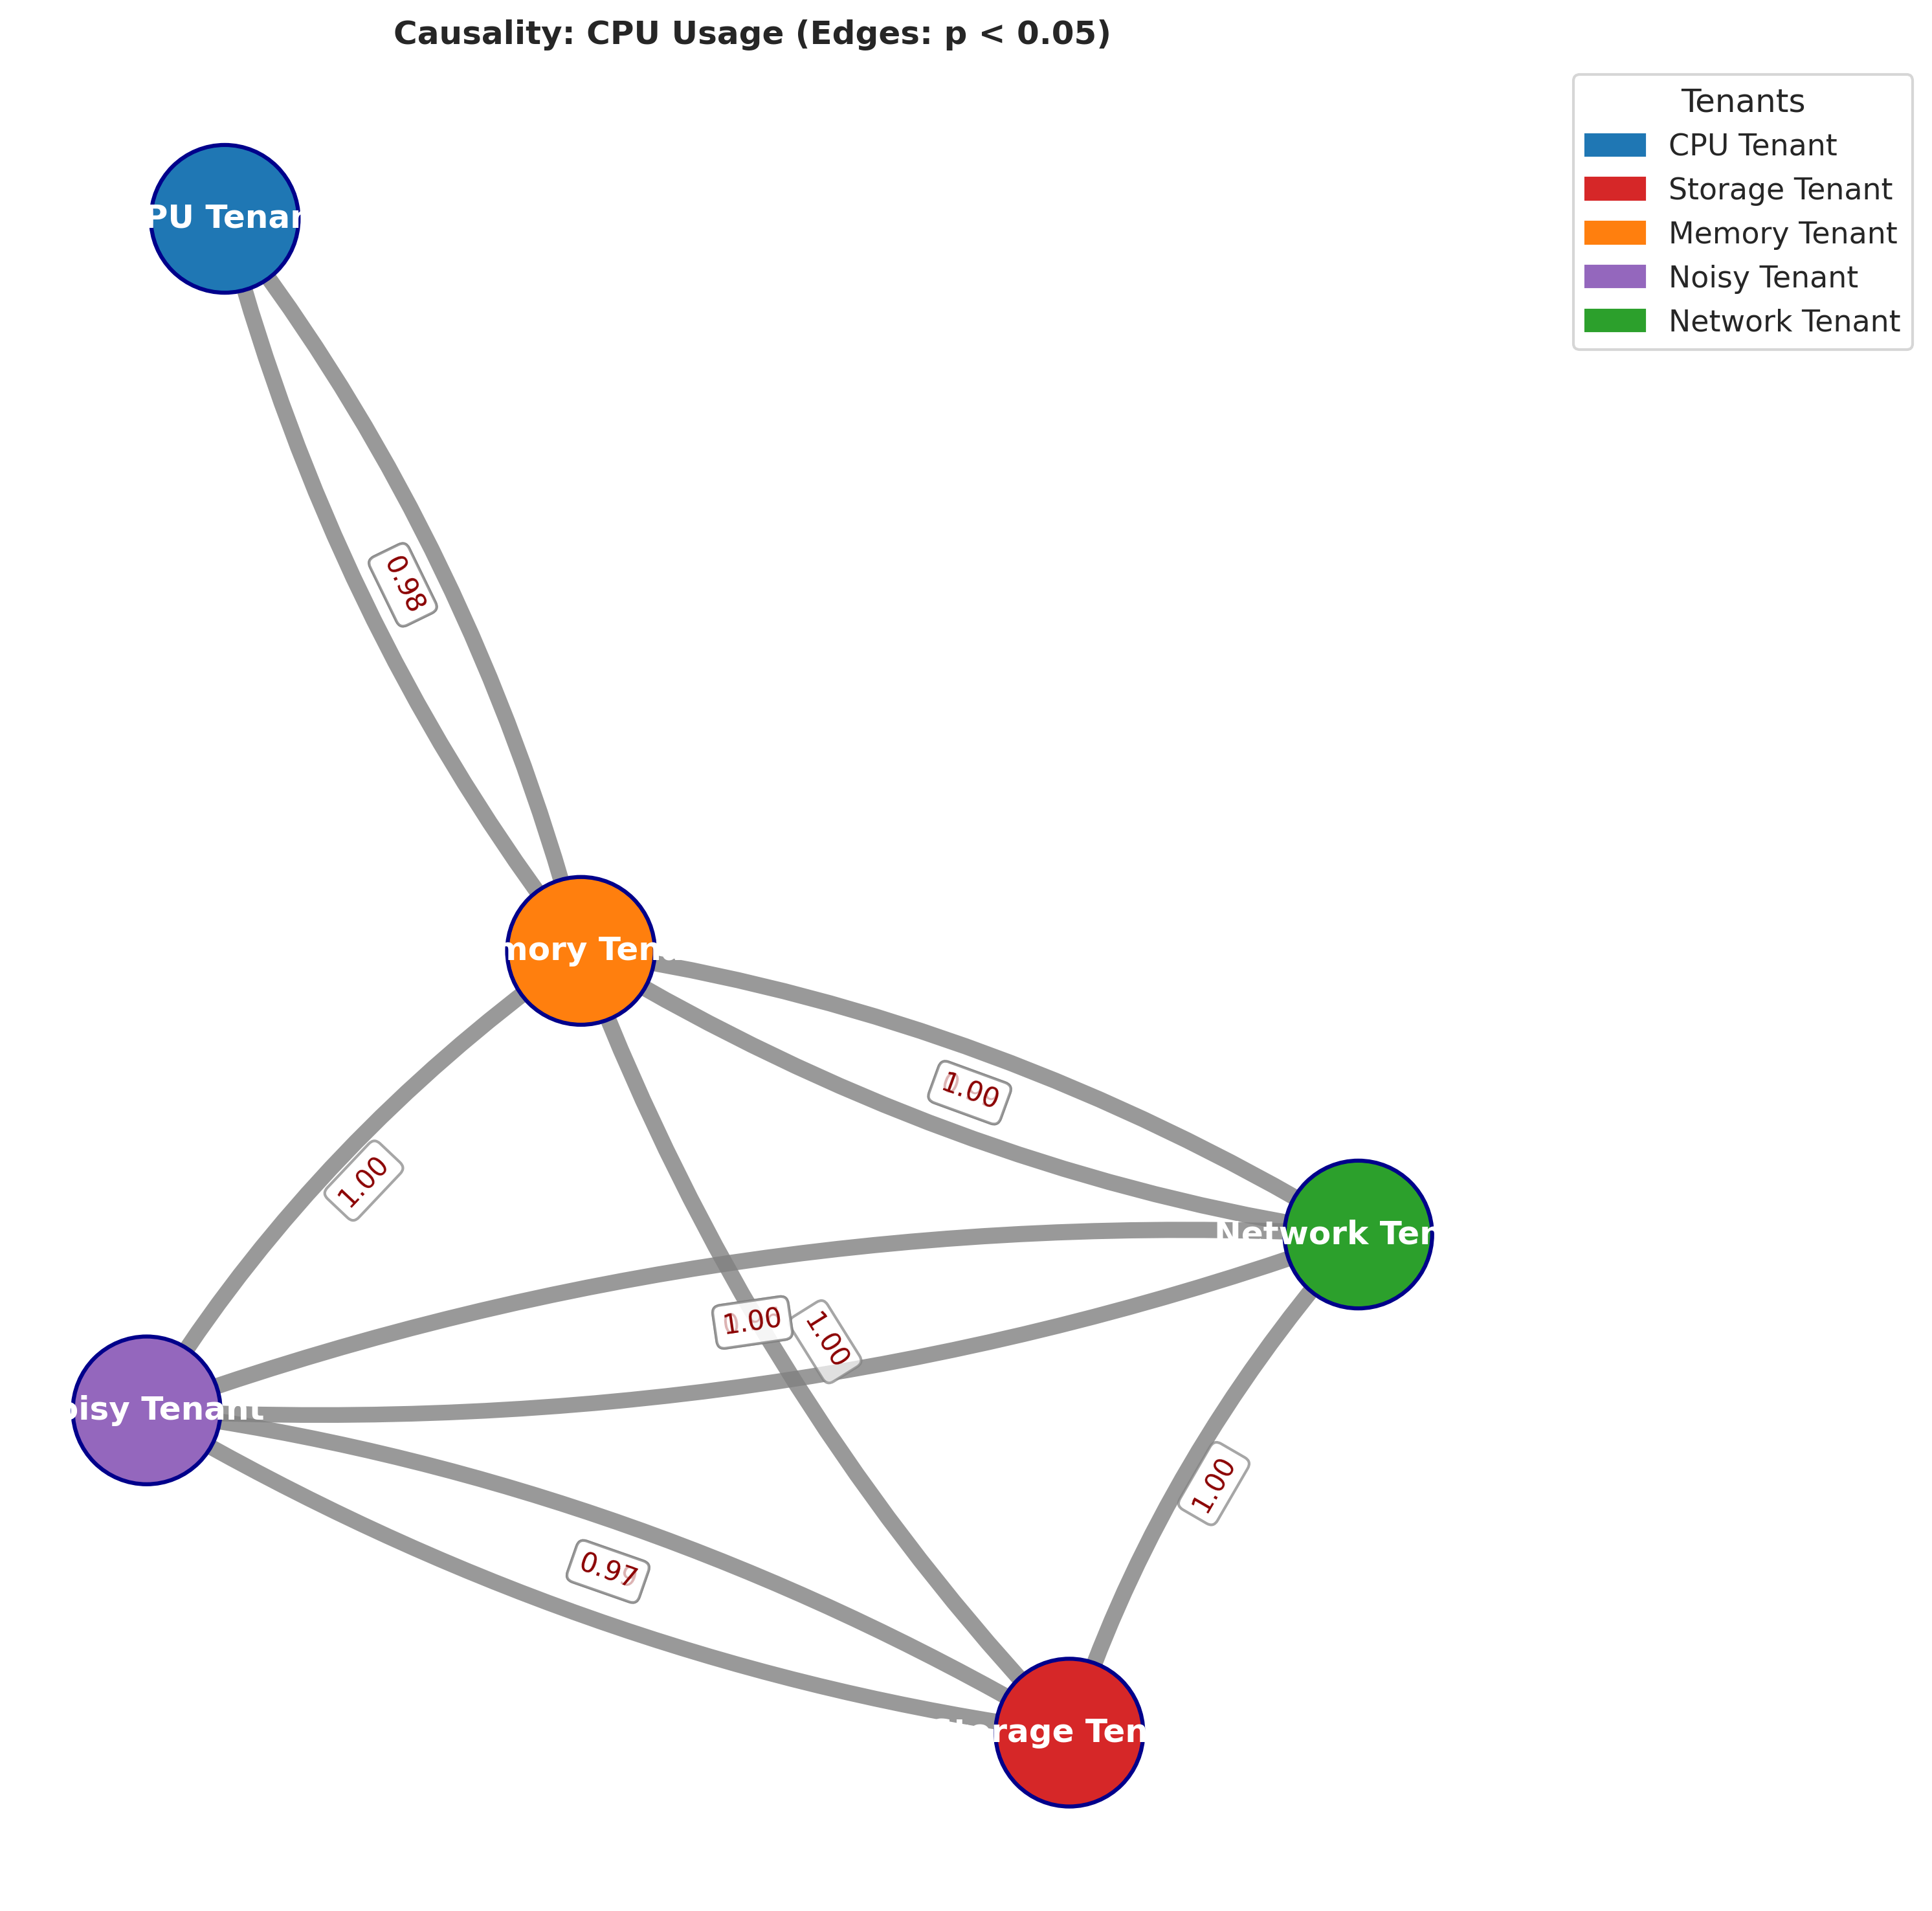 Causality: CPU Usage (Edges: p < 0.05)
Tenants
CPU Tenant
Storage Tenant
Memory Tenant
Noisy Tenant
Network Tenant
PU Tenan
0.98
mory Ten
1.00
1.00
Network Ten
1.00
1.00
oisy Tenant
1.00
0.97
rage Ten